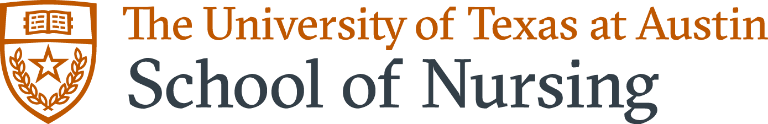 The University of Texas at Austin
School of Nursing